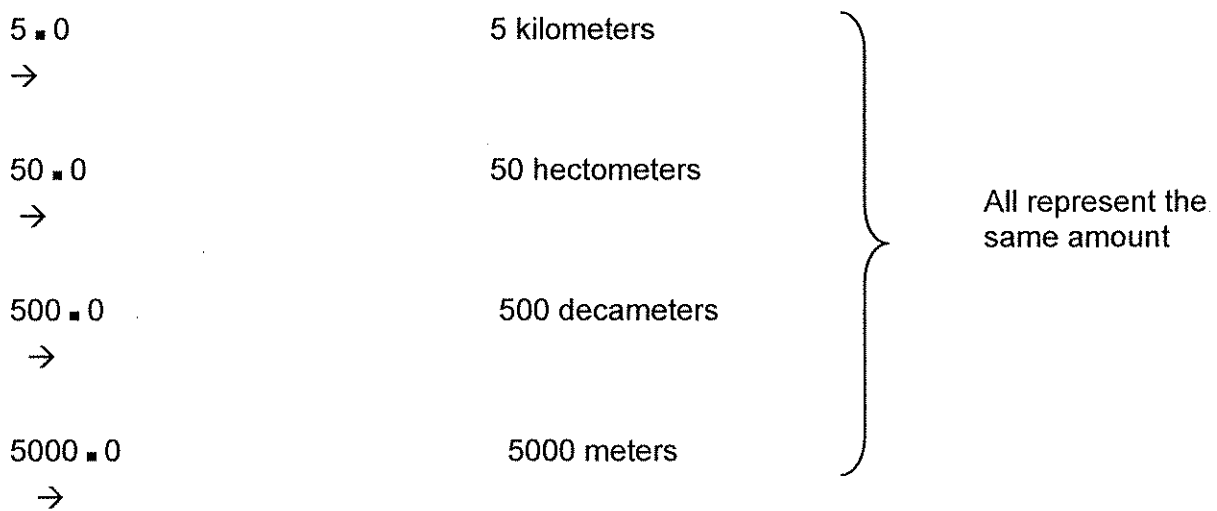 5.0 5 kilometers
→
50.0 50 hectometers
→
All represent the
same amount
500.0 500 decameters
→
5000.0 5000 meters
→